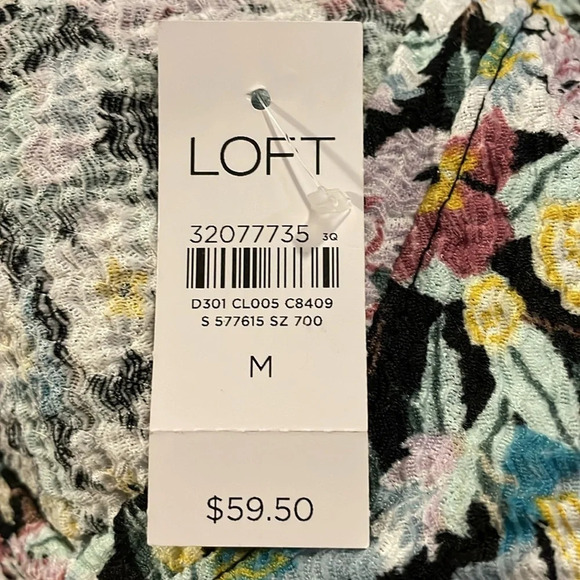 LOFT
32077735 3Q
D301 CL005 C8409
S 577615 SZ 700
M
$59.50